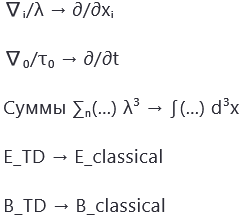 ∇ᵢ/λ → ∂/∂xᵢ
∇₀/τ₀ → ∂/∂t
Суммы ∑ₙ(…) λ³ → ∫(…) d³x
E_TD → E_classical
B_TD → B_classical